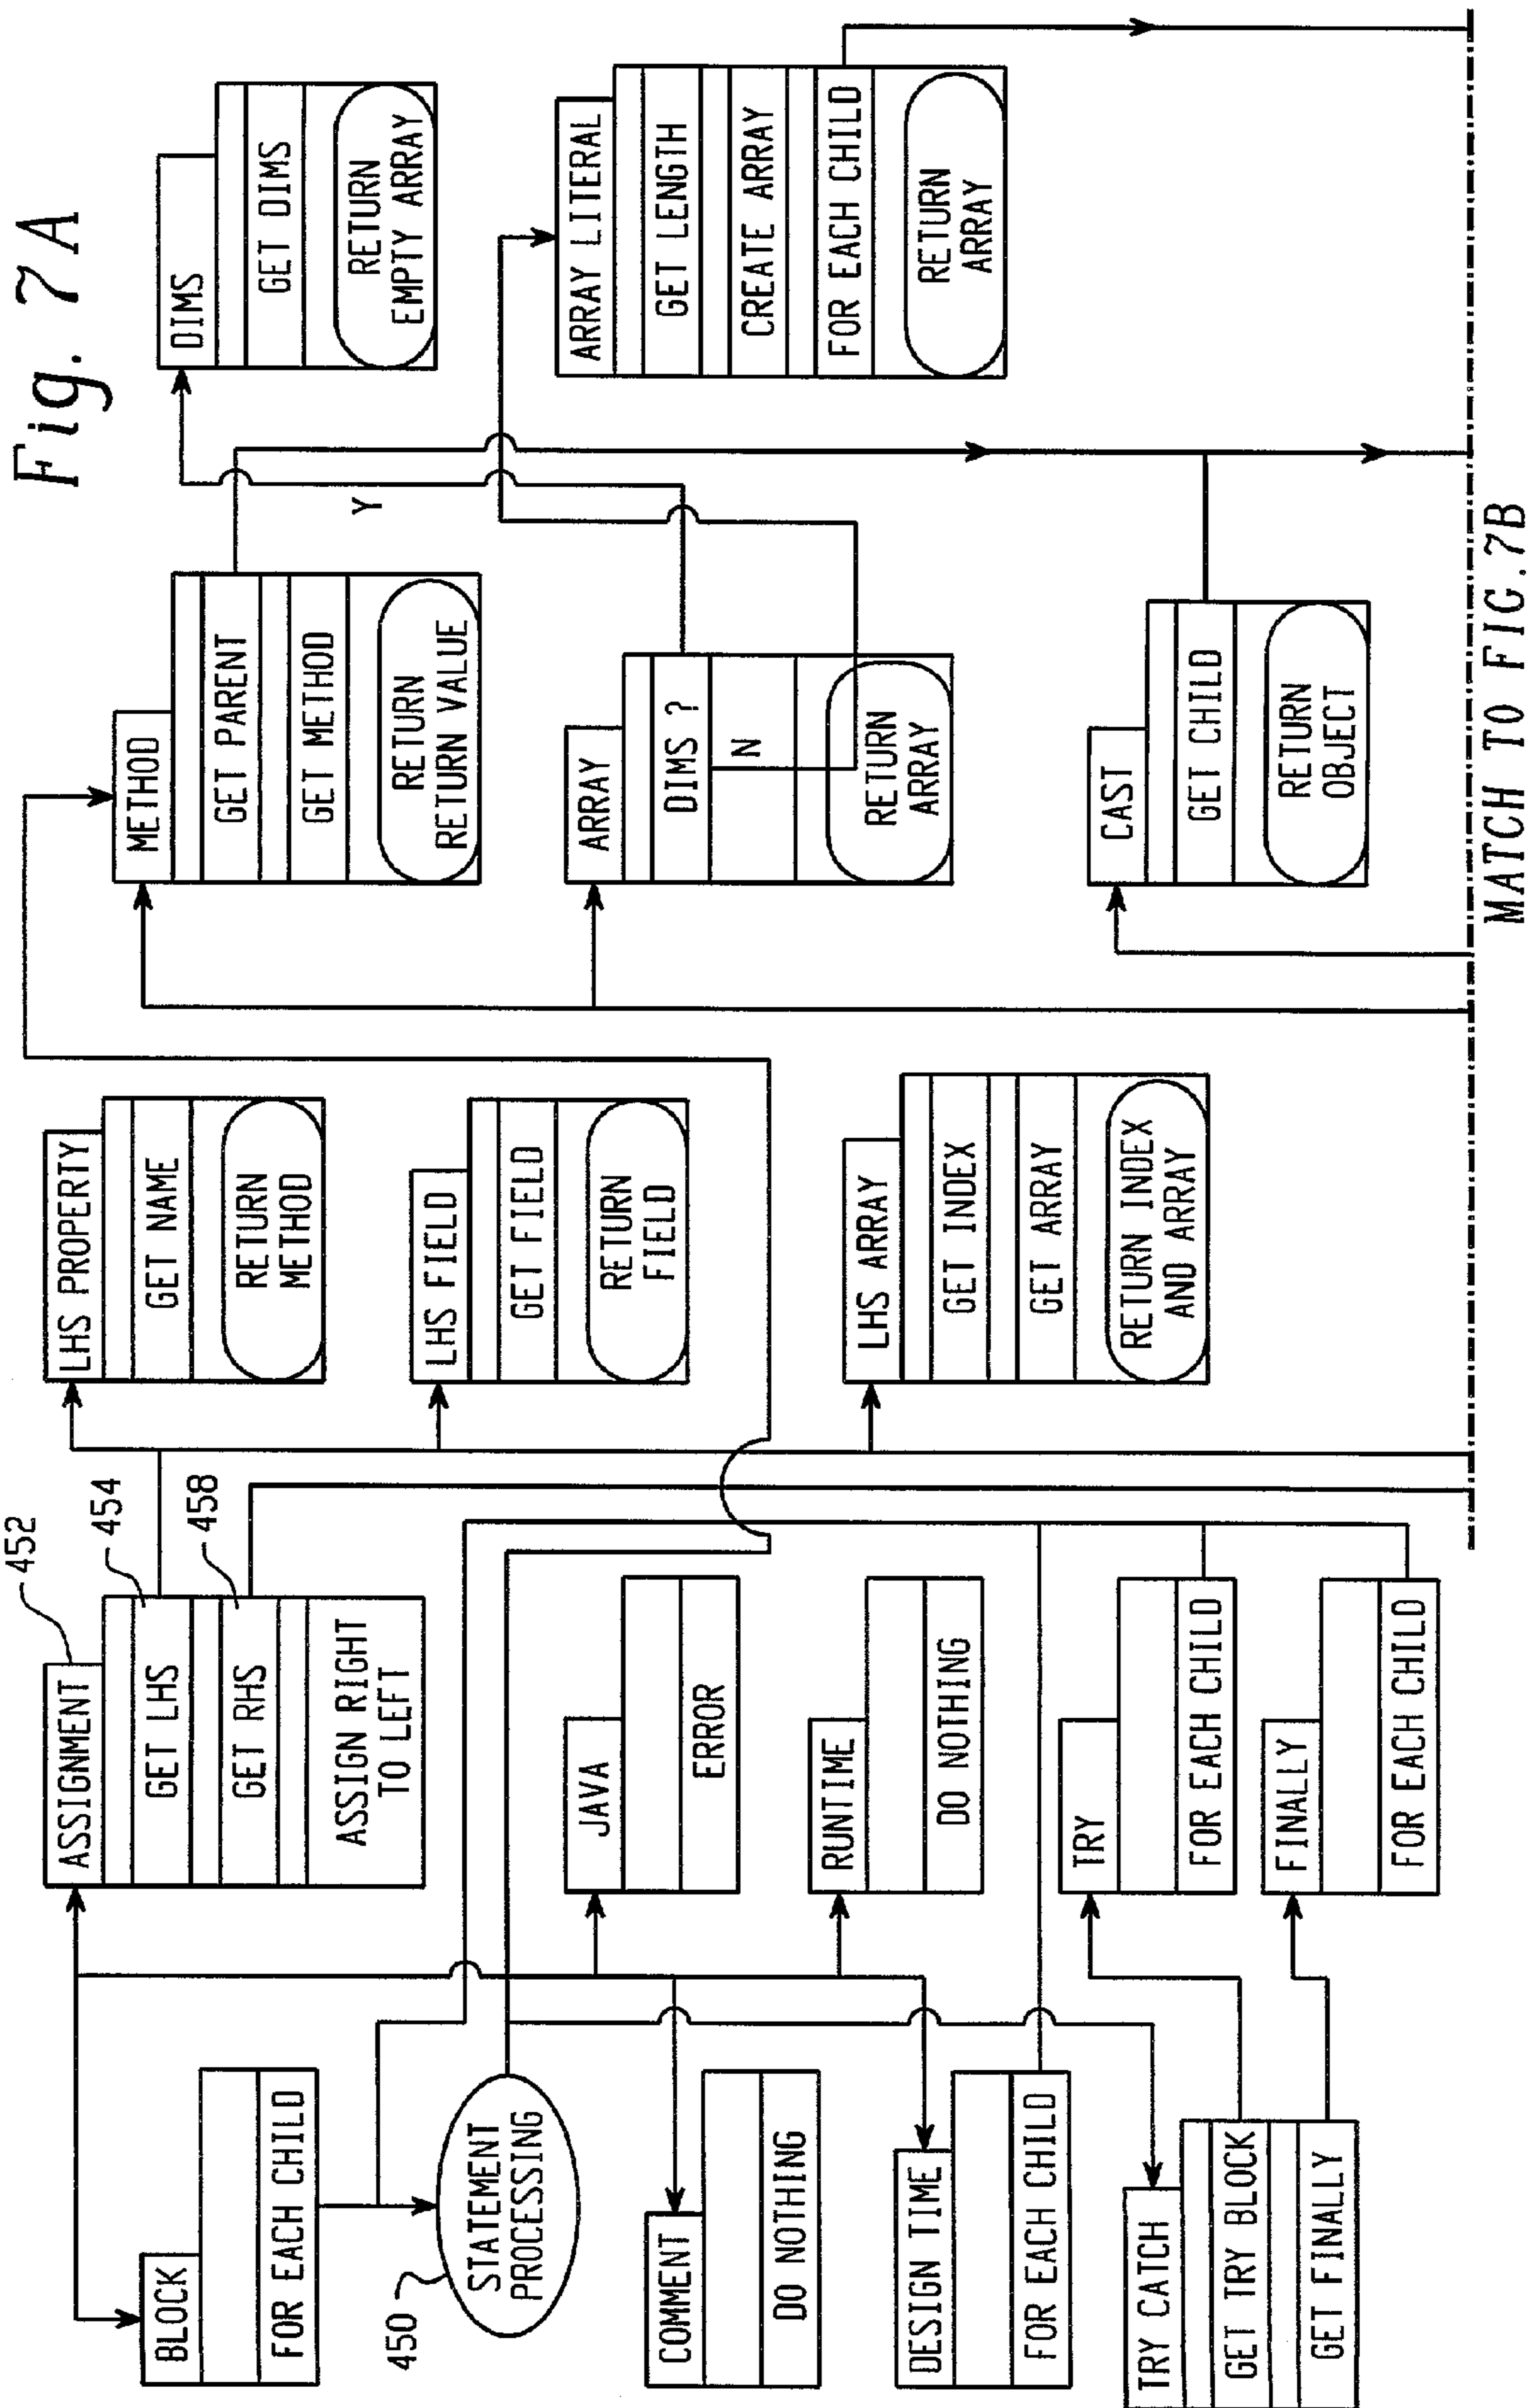 Fig. 7A
BLOCK
FOR EACH CHILD
450
STATEMENT
PROCESSING
COMMENT
DO NOTHING
DESIGN TIME
FOR EACH CHILD
TRY CATCH
GET TRY BLOCK
GET FINALLY
452
ASSIGNMENT
454
GET LHS
458
GET RHS
ASSIGN RIGHT
TO LEFT
JAVA
ERROR
RUNTIME
DO NOTHING
TRY
FOR EACH CHILD
FINALLY
FOR EACH CHILD
LHS PROPERTY
GET NAME
RETURN
METHOD
LHS FIELD
GET FIELD
RETURN
FIELD
LHS ARRAY
GET INDEX
GET ARRAY
RETURN INDEX
AND ARRAY
METHOD
GET PARENT
GET METHOD
RETURN
RETURN VALUE
ARRAY
DIMS ?
Y
N
RETURN
ARRAY
CAST
GET CHILD
RETURN
OBJECT
DIMS
GET DIMS
RETURN
EMPTY ARRAY
ARRAY LITERAL
GET LENGTH
CREATE ARRAY
FOR EACH CHILD
RETURN
ARRAY
MATCH TO FIG.7B